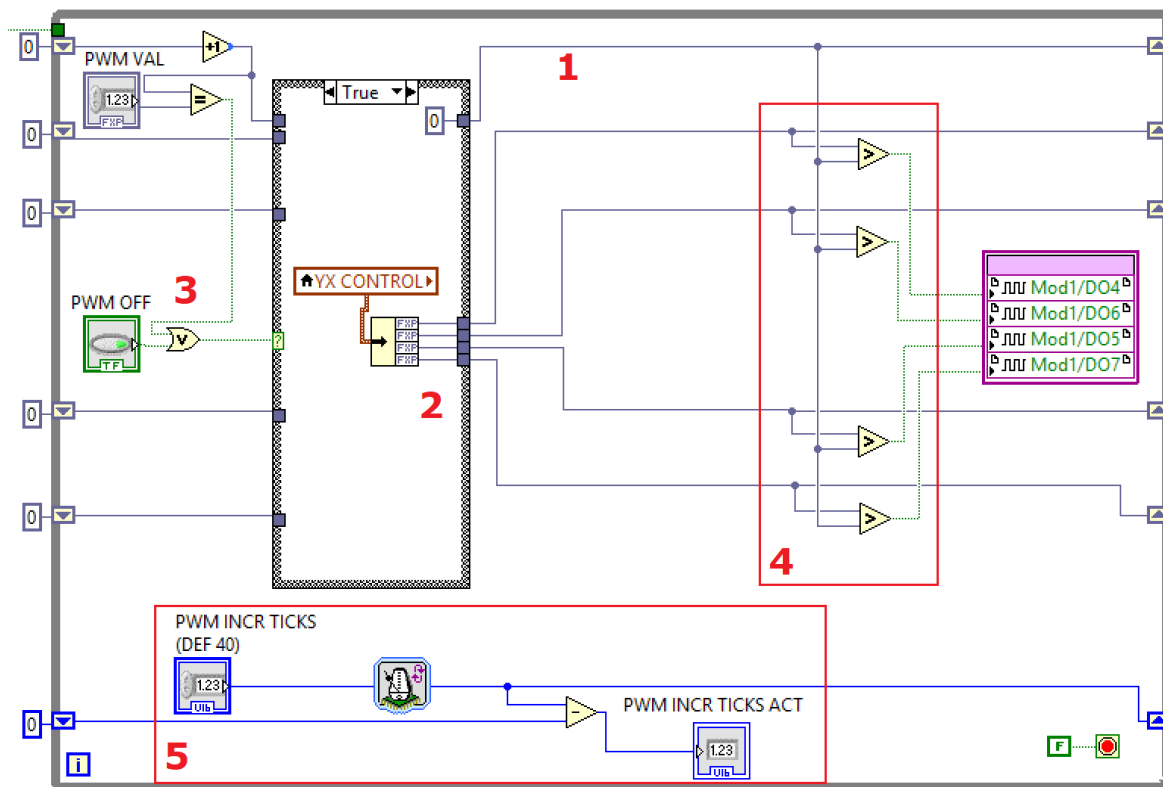 0
+1
PWM VAL
1.23
FXP
=
True
0
1
0
>
0
>
YX CONTROL
Mod1/DO4
Mod1/DO6
Mod1/DO5
Mod1/DO7
3
PWM OFF
TF
V
?
FXP
FXP
FXP
FXP
2
0
>
0
>
4
PWM INCR TICKS
(DEF 40)
1.23
U16
PWM INCR TICKS ACT
-
0
1.23
U16
F
5
i